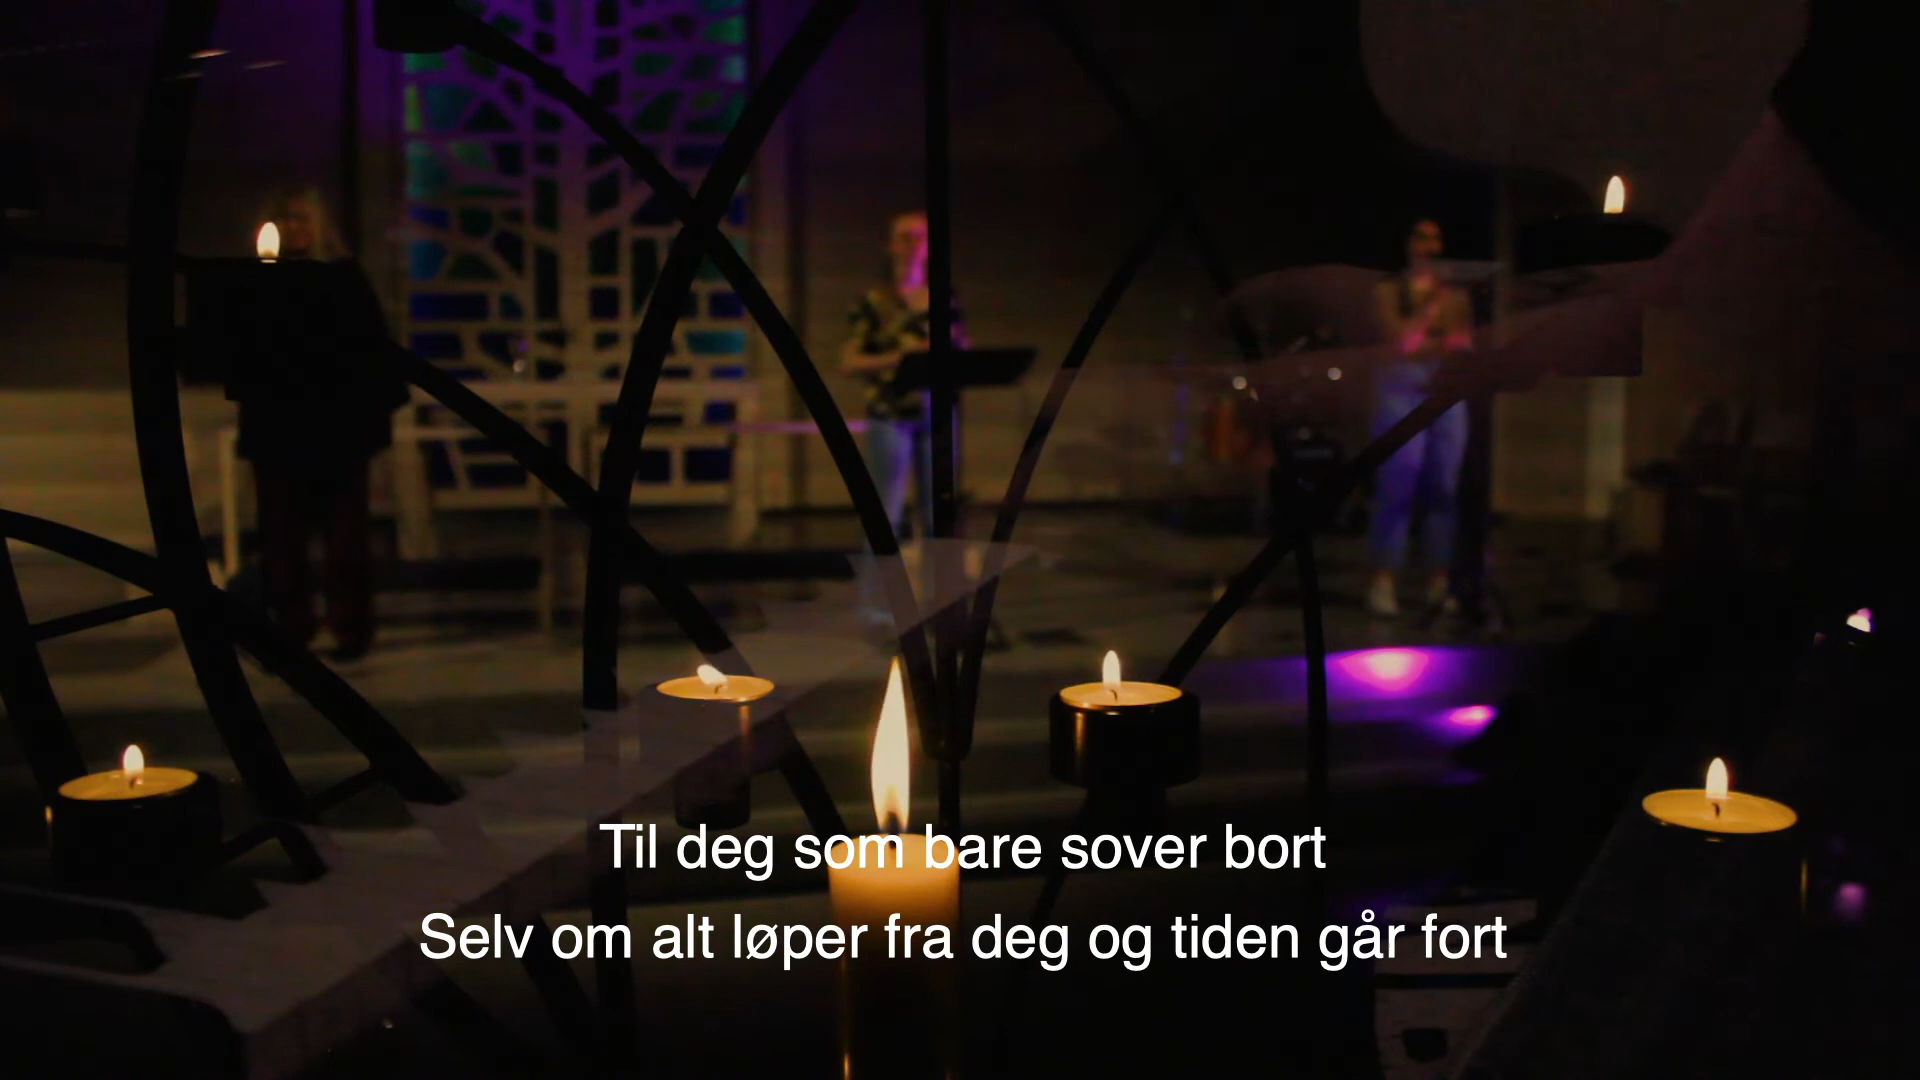 Til deg som bare sover bort
Selv om alt løper fra deg og tiden går fort